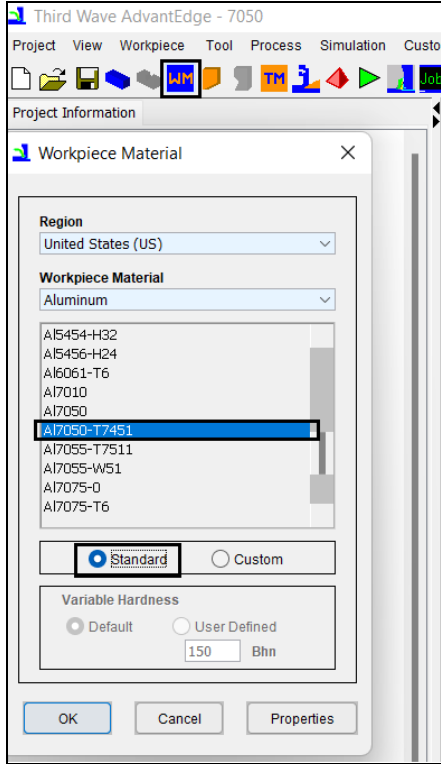 Third Wave AdvantEdge - 7050
Project View Workpiece Tool Process Simulation Custo
WM TM Job
Project Information
Workpiece Material
Region
United States (US)
Workpiece Material
Aluminum
Al5454-H32
Al5456-H24
Al6061-T6
Al7010
Al7050
Al7050-T7451
Al7055-T7511
Al7055-W51
Al7075-0
Al7075-T6
Standard Custom
Variable Hardness
Default User Defined
150 Bhn
OK Cancel Properties